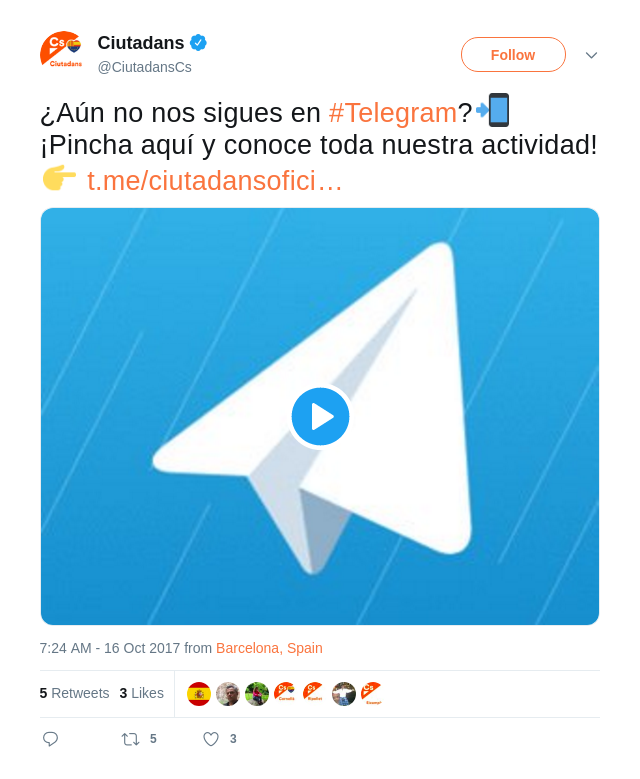 Cs
Ciutadans
Ciutadans
@CiutadansCs
Follow
¿Aún no nos sigues en #Telegram?
¡Pincha aquí y conoce toda nuestra actividad!
t.me/ciutadansofici…
7:24 AM - 16 Oct 2017 from Barcelona, Spain
5 Retweets 3 Likes
5 3